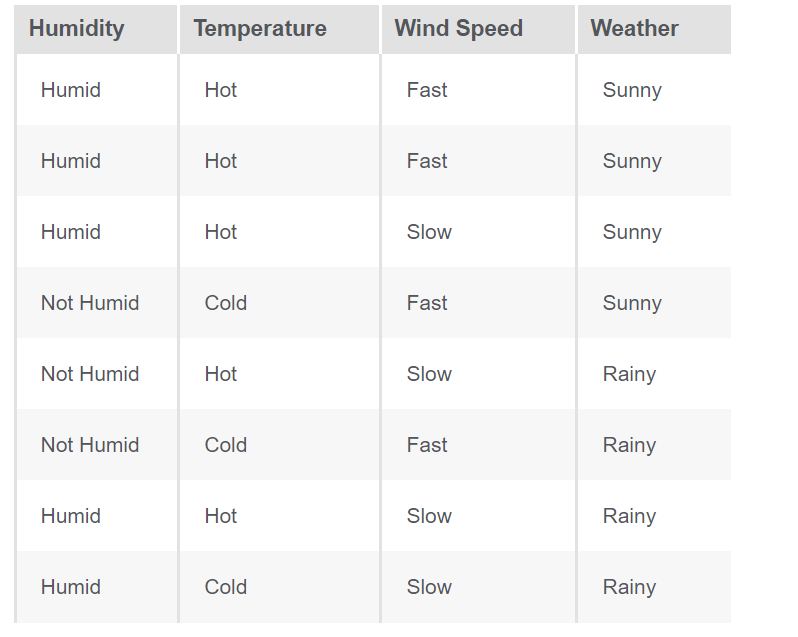 Humidity Temperature Wind Speed Weather
Humid Hot Fast Sunny
Humid Hot Fast Sunny
Humid Hot Slow Sunny
Not Humid Cold Fast Sunny
Not Humid Hot Slow Rainy
Not Humid Cold Fast Rainy
Humid Hot Slow Rainy
Humid Cold Slow Rainy